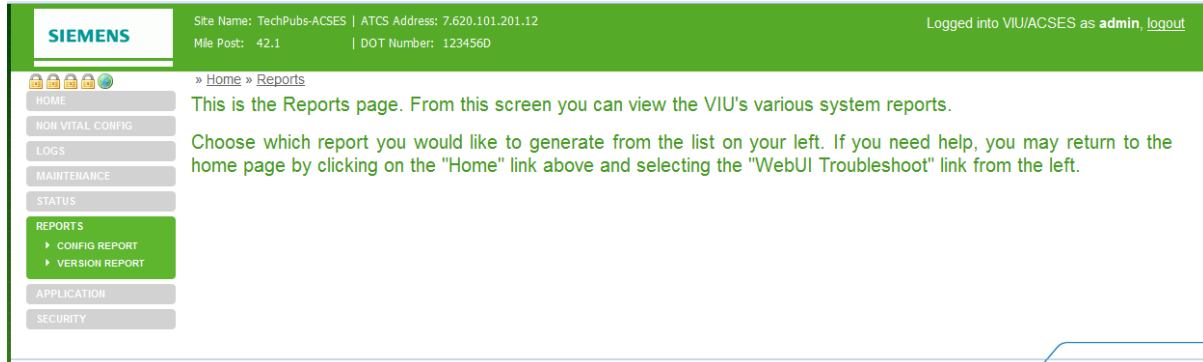 SIEMENS
Site Name: TechPubs-ACSES | ATCS Address: 7.620.101.201.12
Mile Post: 42.1 | DOT Number: 123456D
Logged into VIU/ACSES as admin, logout
» Home » Reports
HOME
NON VITAL CONFIG
LOGS
MAINTENANCE
STATUS
REPORTS
CONFIG REPORT
VERSION REPORT
APPLICATION
SECURITY
This is the Reports page. From this screen you can view the VIU's various system reports.
Choose which report you would like to generate from the list on your left. If you need help, you may return to the
home page by clicking on the "Home" link above and selecting the "WebUI Troubleshoot" link from the left.